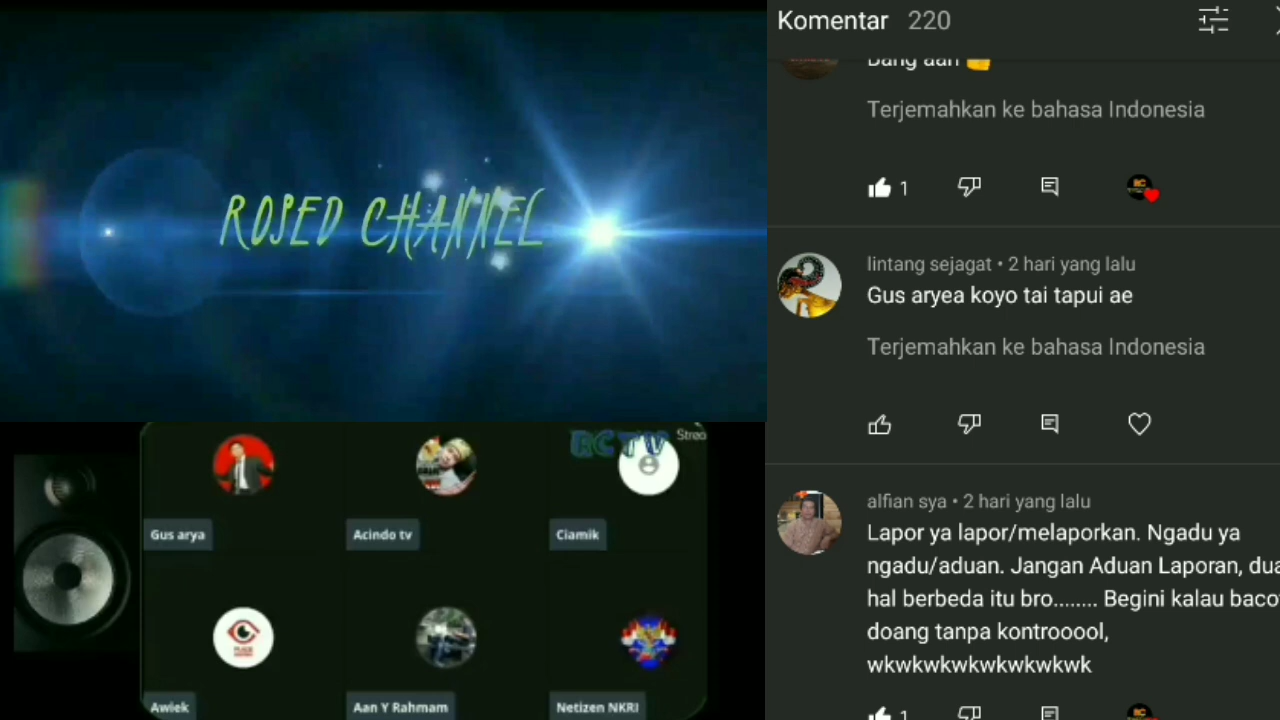 ROSED CHANNEL
RCTV
Streo
Gus arya
Acindo tv
Ciamik
Awiek
Aan Y Rahmam
Netizen NKRI
Komentar 220
Bang aan
Terjemahkan ke bahasa Indonesia
1
lintang sejagat • 2 hari yang lalu
Gus aryea koyo tai tapui ae
Terjemahkan ke bahasa Indonesia
alfian sya • 2 hari yang lalu
Lapor ya lapor/melaporkan. Ngadu ya
ngadu/aduan. Jangan Aduan Laporan, dua
hal berbeda itu bro........ Begini kalau baco
doang tanpa kontrooool,
wkwkwkwkwkwkwkwk
1